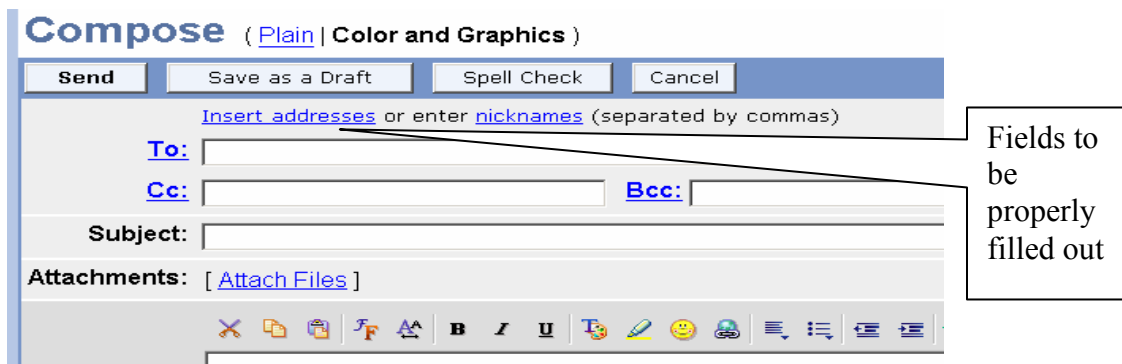 Compose ( Plain | Color and Graphics )
Send Save as a Draft Spell Check Cancel
Insert addresses or enter nicknames (separated by commas)
To:
Cc: Bcc:
Subject:
Attachments: [ Attach Files ]
B I U
Fields to
be
properly
filled out